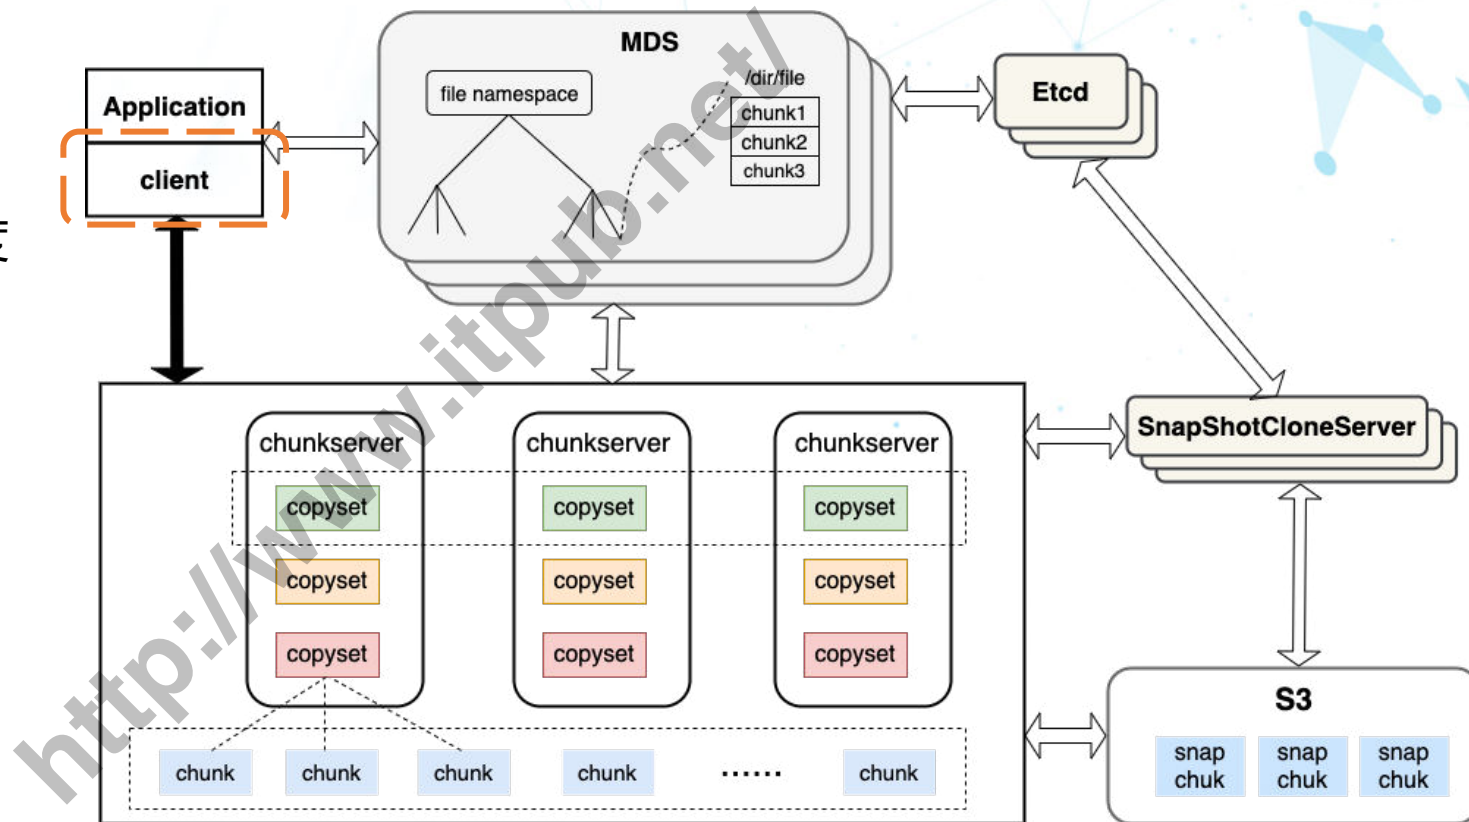 MDS
Application
client
file namespace
/dir/file
chunk1
chunk2
chunk3
Etcd
chunkserver
chunkserver
chunkserver
copyset
copyset
copyset
copyset
copyset
copyset
copyset
copyset
copyset
chunk
chunk
chunk
chunk
......
chunk
SnapShotCloneServer
S3
snap
chuk
snap
chuk
snap
chuk
http://www.itpub.net/